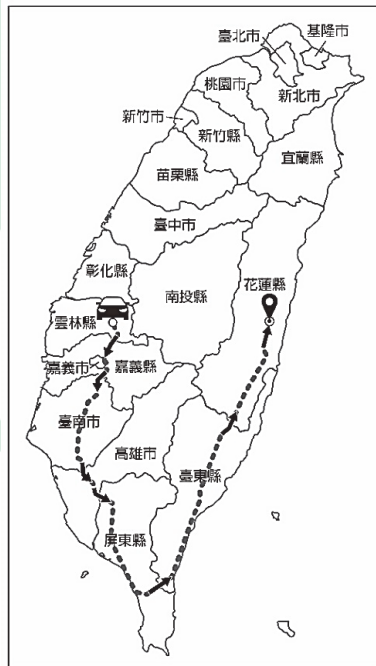 基隆市
臺北市
桃園市
新北市
新竹市
新竹縣
宜蘭縣
苗栗縣
臺中市
彰化縣
南投縣
花蓮縣
雲林縣
嘉義市
嘉義縣
臺南市
高雄市
臺東縣
屏東縣